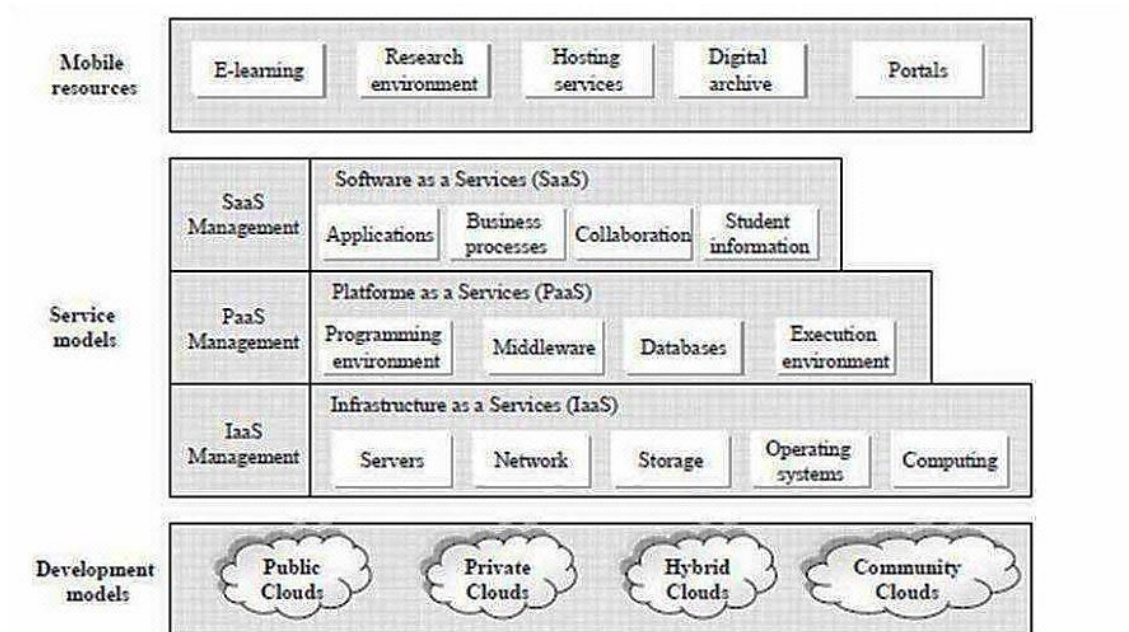 Mobile
resources
E-learning
Research
environment
Hosting
services
Digital
archive
Portals
Service
models
SaaS
Management
Software as a Services (SaaS)
Applications
Business
processes
Collaboration
Student
information
PaaS
Management
Platforme as a Services (PaaS)
Programming
environment
Middleware
Databases
Execution
environment
IaaS
Management
Infrastructure as a Services (IaaS)
Servers
Network
Storage
Operating
systems
Computing
Development
models
Public
Clouds
Private
Clouds
Hybrid
Clouds
Community
Clouds